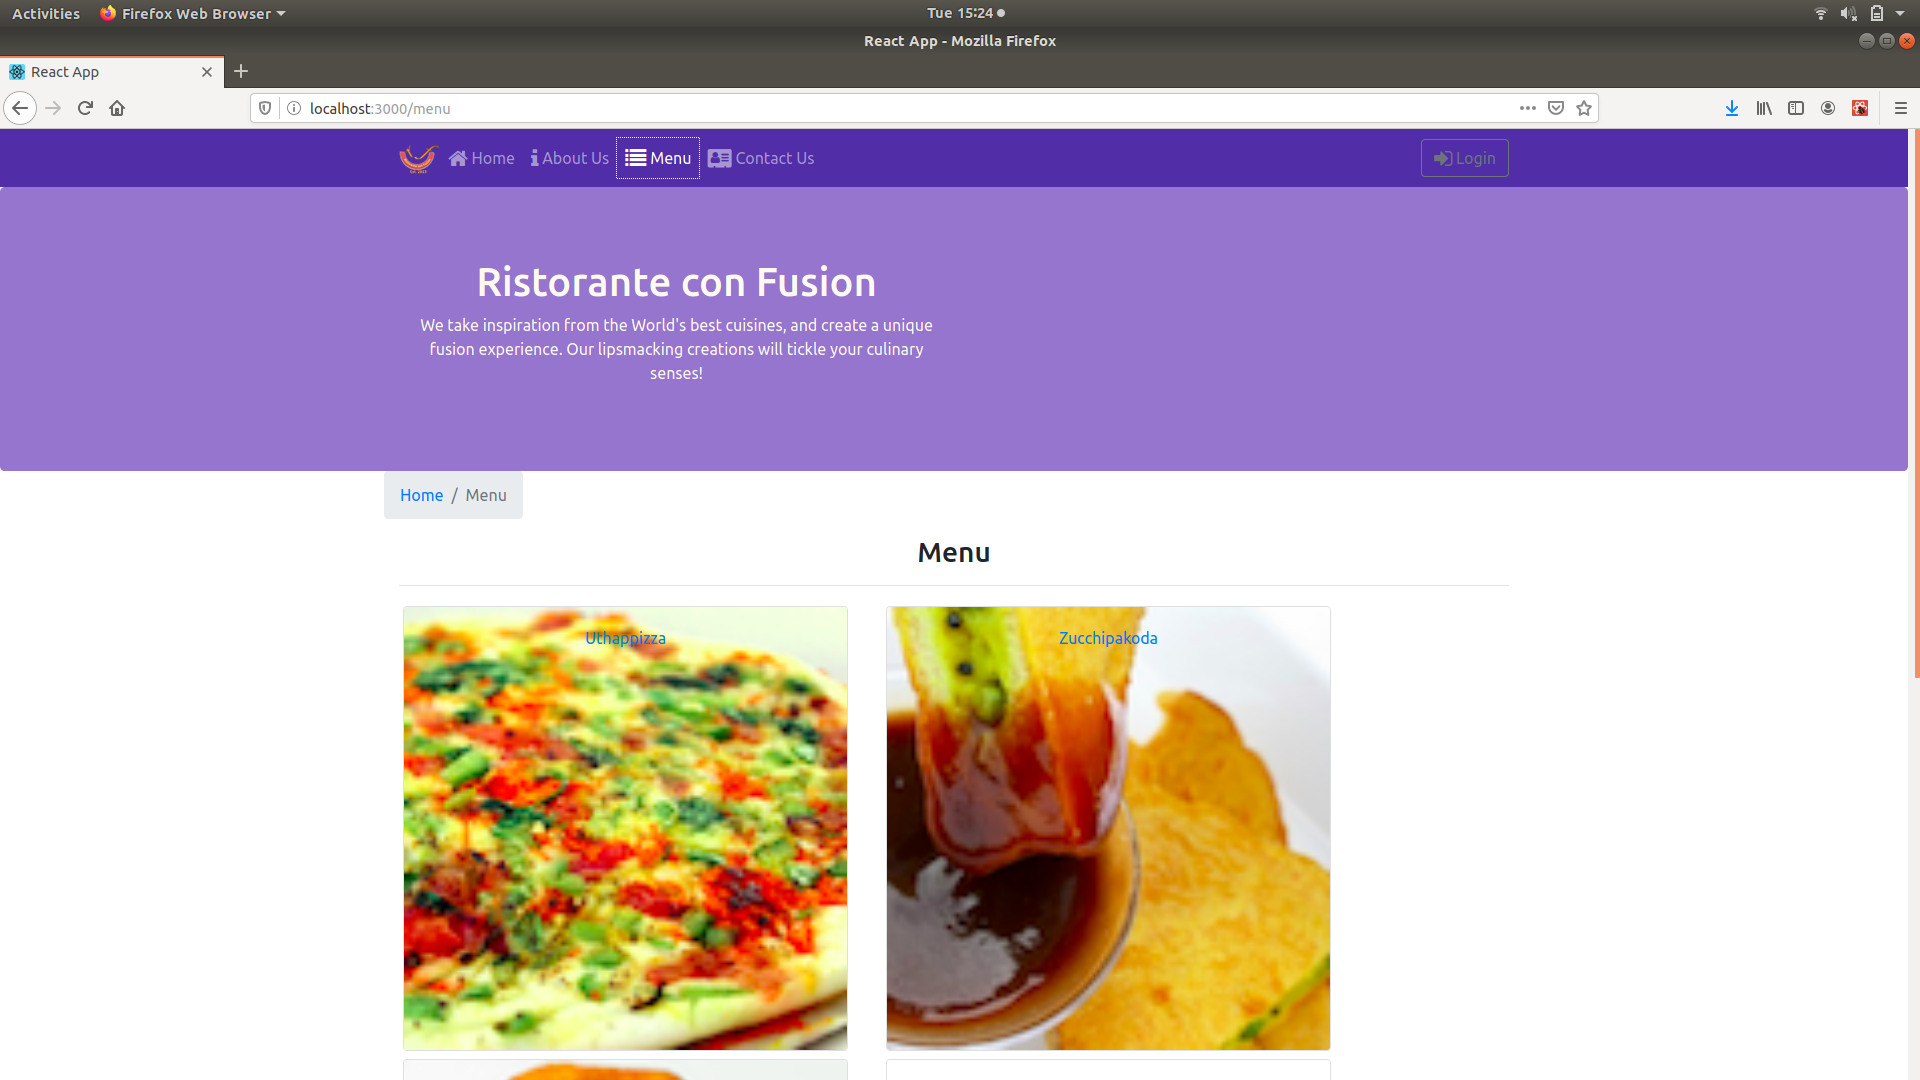 Activities
Firefox Web Browser
Tue 15:24
React App - Mozilla Firefox
React App
localhost:3000/menu
Home
About Us
Menu
Contact Us
Login
Ristorante con Fusion
We take inspiration from the World's best cuisines, and create a unique
fusion experience. Our lipsmacking creations will tickle your culinary
senses!
Home / Menu
Menu
Uthappizza
Zucchipakoda